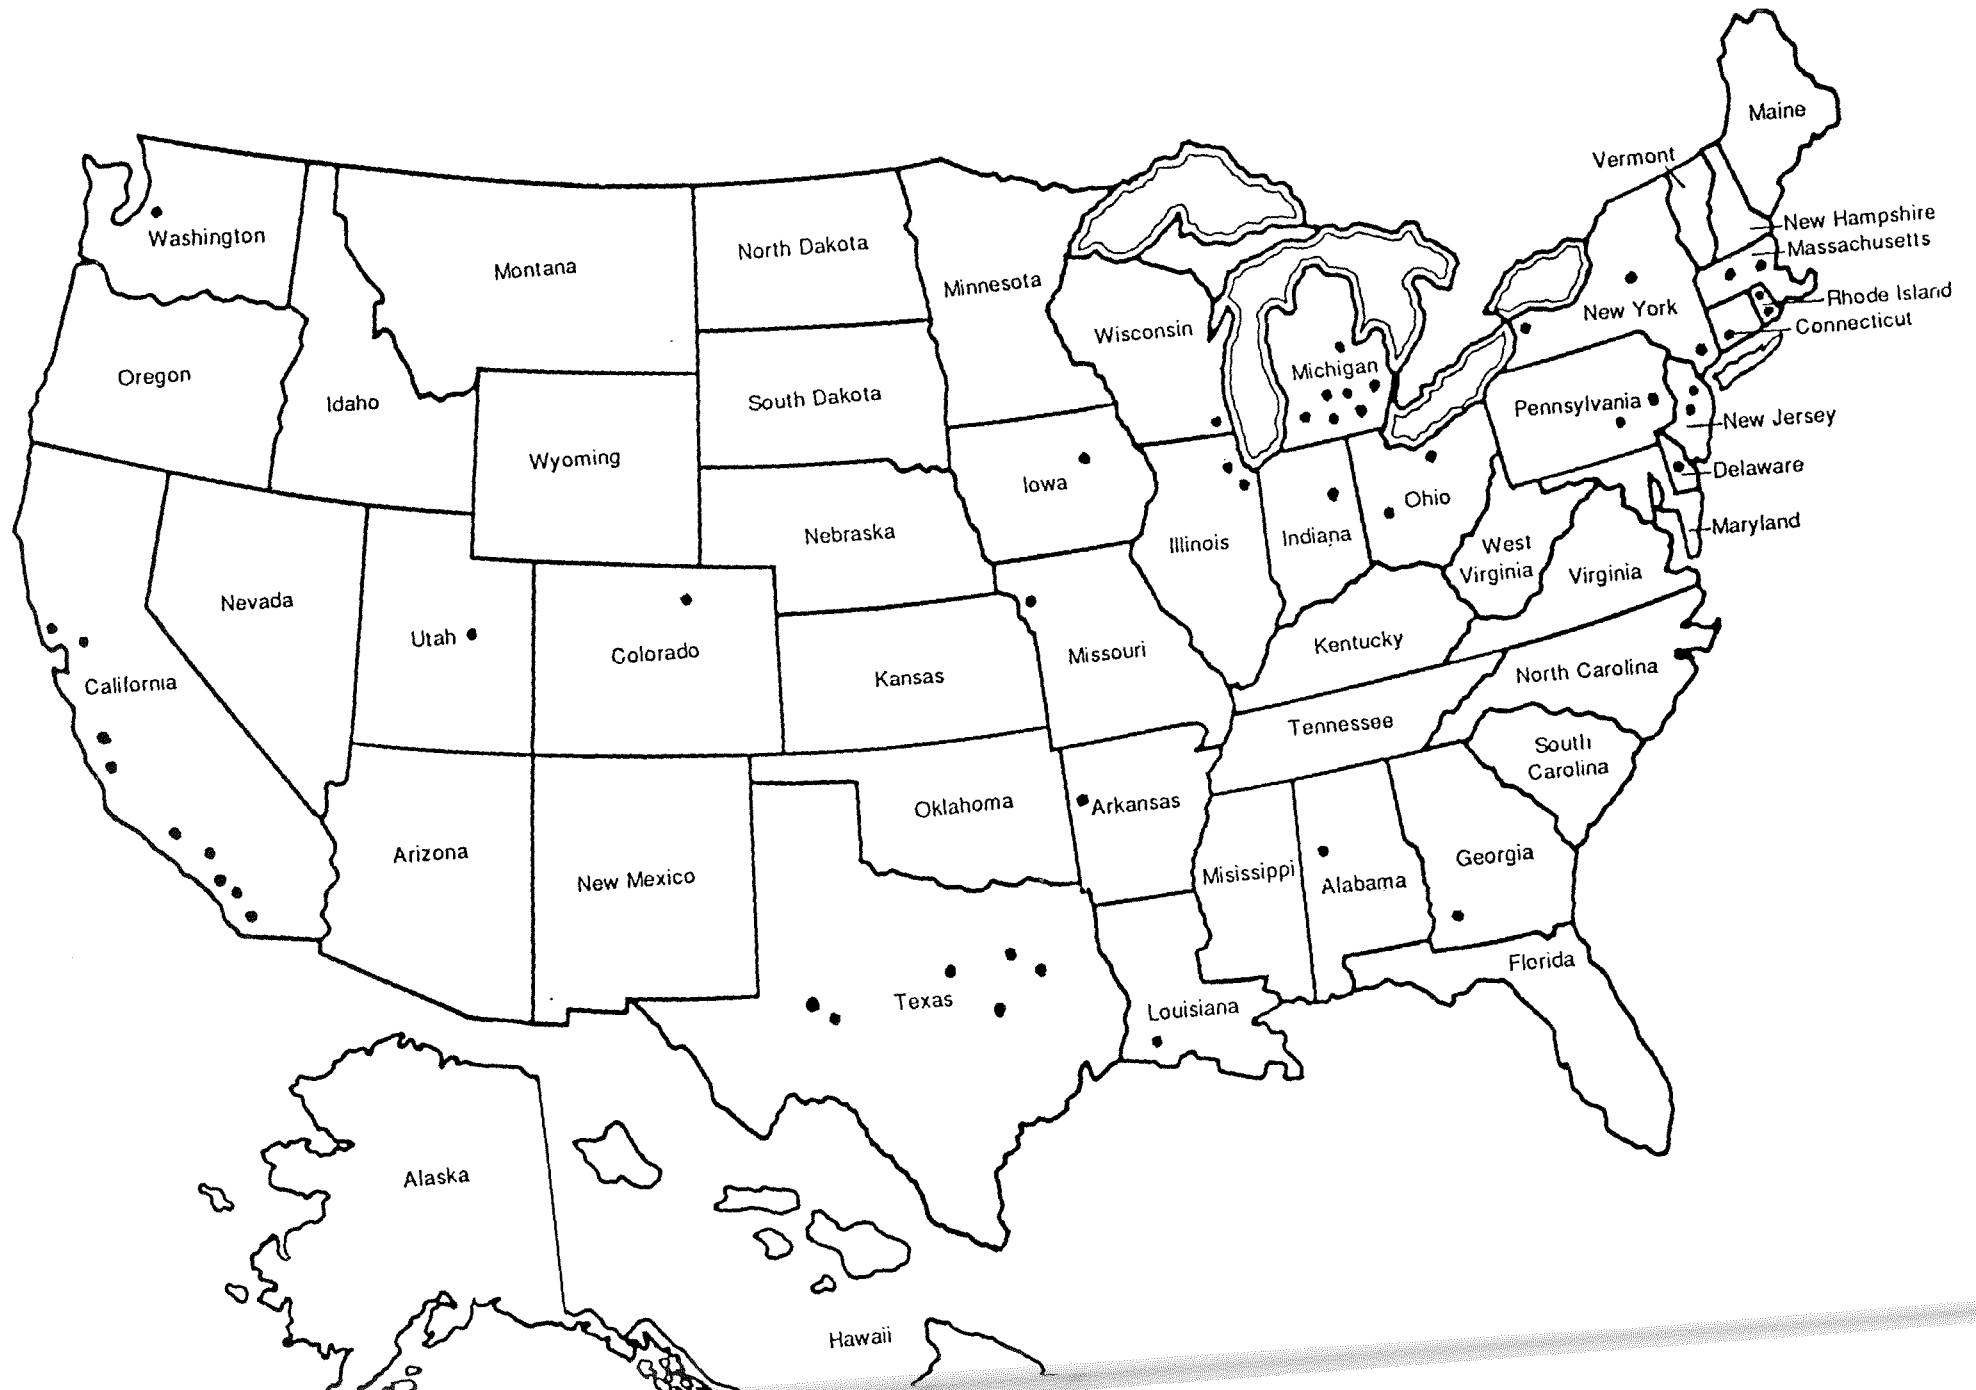 Maine
Vermont
New Hampshire
Massachusetts
Washington
North Dakota
Montana
Minnesota
Rhode Island
New York
Connecticut
Wisconsin
Oregon
Michigan
Idaho
South Dakota
Pennsylvania
New Jersey
Wyoming
Delaware
Iowa
Ohio
Maryland
Nebraska
Illinois
Indiana
West
Virginia
Virginia
Nevada
Utah
Colorado
Missouri
Kentucky
California
Kansas
North Carolina
Tennessee
South
Carolina
Oklahoma
Arkansas
Arizona
Georgia
New Mexico
Misissippi
Alabama
Florida
Texas
Louisiana
Alaska
Hawaii